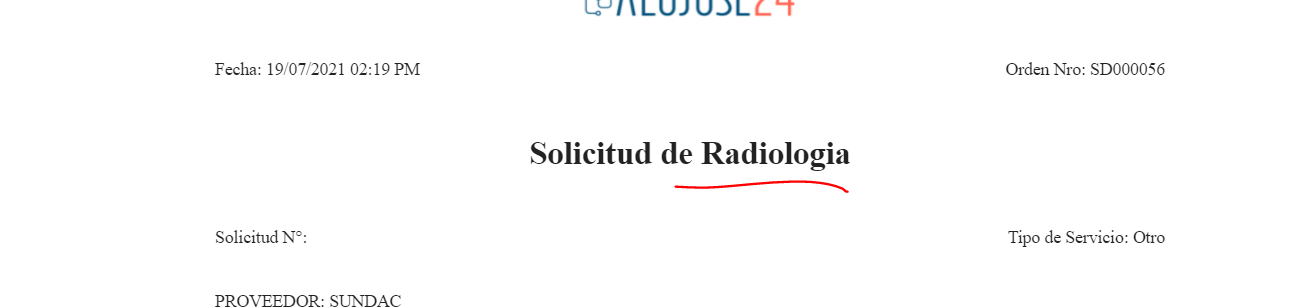 Fecha: 19/07/2021 02:19 PM
Orden Nro: SD000056
Solicitud de Radiologia
Solicitud N°:
Tipo de Servicio: Otro
PROVEEDOR: SUNDAC